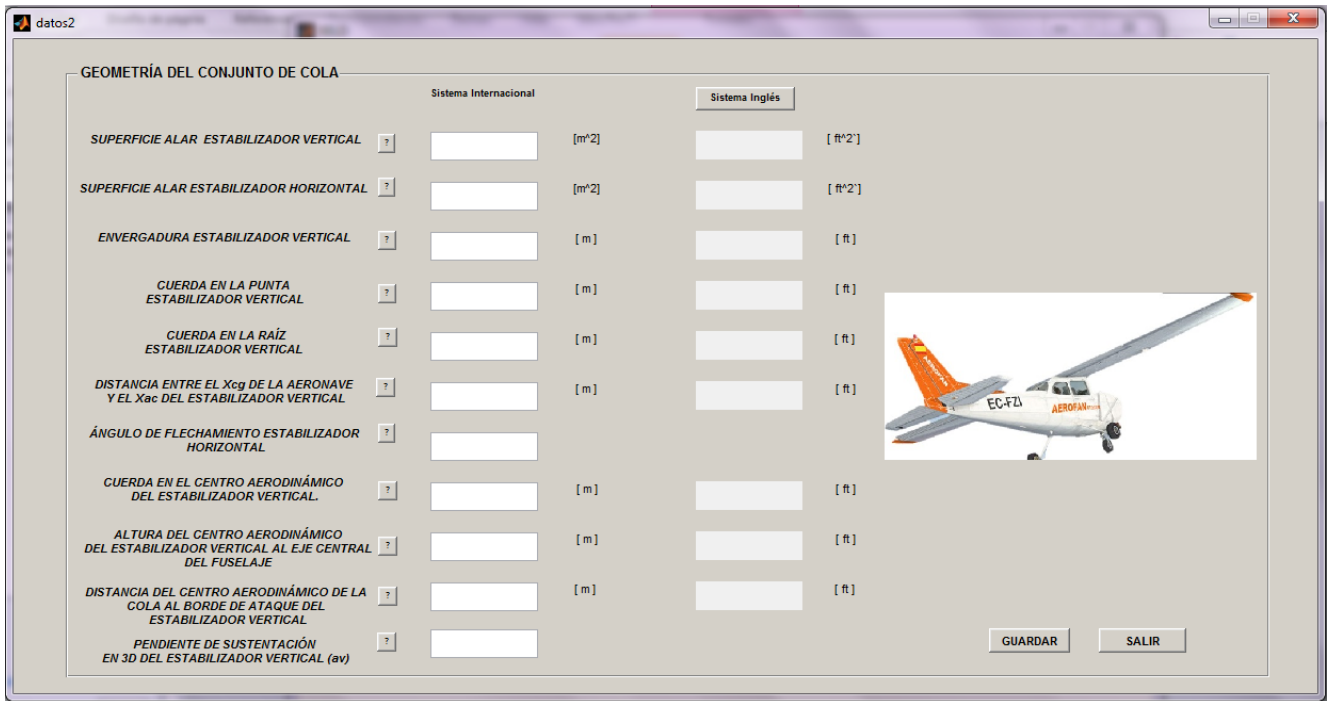 datos2
GEOMETRÍA DEL CONJUNTO DE COLA
Sistema Internacional
Sistema Inglés
SUPERFICIE ALAR ESTABILIZADOR VERTICAL ? [m^2] [ ft^2`]
SUPERFICIE ALAR ESTABILIZADOR HORIZONTAL ? [m^2] [ ft^2`]
ENVERGADURA ESTABILIZADOR VERTICAL ? [ m ] [ ft ]
CUERDA EN LA PUNTA
ESTABILIZADOR VERTICAL ? [ m ] [ ft ]
CUERDA EN LA RAÍZ
ESTABILIZADOR VERTICAL ? [ m ] [ ft ]
DISTANCIA ENTRE EL Xcg DE LA AERONAVE
Y EL Xac DEL ESTABILIZADOR VERTICAL ? [ m ] [ ft ]
ÁNGULO DE FLECHAMIENTO ESTABILIZADOR
HORIZONTAL ?
CUERDA EN EL CENTRO AERODINÁMICO
DEL ESTABILIZADOR VERTICAL. ? [ m ] [ ft ]
ALTURA DEL CENTRO AERODINÁMICO
DEL ESTABILIZADOR VERTICAL AL EJE CENTRAL
DEL FUSELAJE ? [ m ] [ ft ]
DISTANCIA DEL CENTRO AERODINÁMICO DE LA
COLA AL BORDE DE ATAQUE DEL
ESTABILIZADOR VERTICAL ? [ m ] [ ft ]
PENDIENTE DE SUSTENTACIÓN
EN 3D DEL ESTABILIZADOR VERTICAL (av) ?
EC-FZI
GUARDAR
SALIR